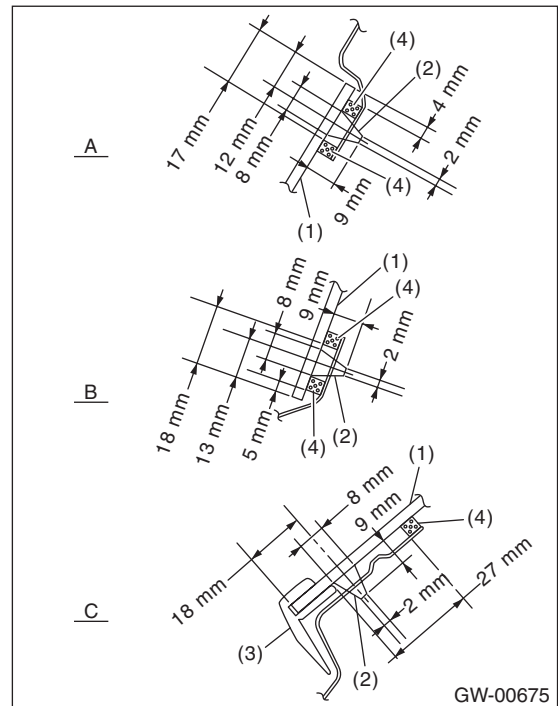 (4)
(2)
4 mm
A
17 mm
12 mm
8 mm
2 mm
(4)
9 mm
(1)
(1)
8 mm
9 mm
(4)
2 mm
B
18 mm
13 mm
5 mm
(4)
(2)
(1)
8 mm
9 mm
(4)
18 mm
27 mm
2 mm
C
(3)
(2)
GW-00675